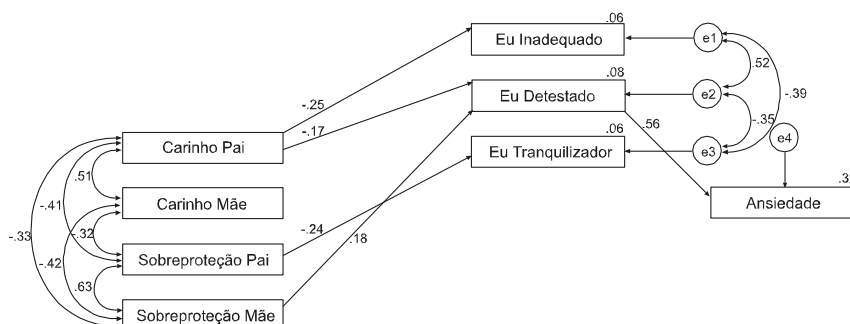 .06
Eu Inadequado
e1
.52
.08
-.25
Eu Detestado
e2
-.39
-.17
-.35
.06
.56
e4
Carinho Pai
Eu Tranquilizador
e3
.51
Carinho Mãe
Ansiedade
-.41
-.32
-.24
.18
-.33
-.42
Sobreproteção Pai
.63
Sobreproteção Mãe